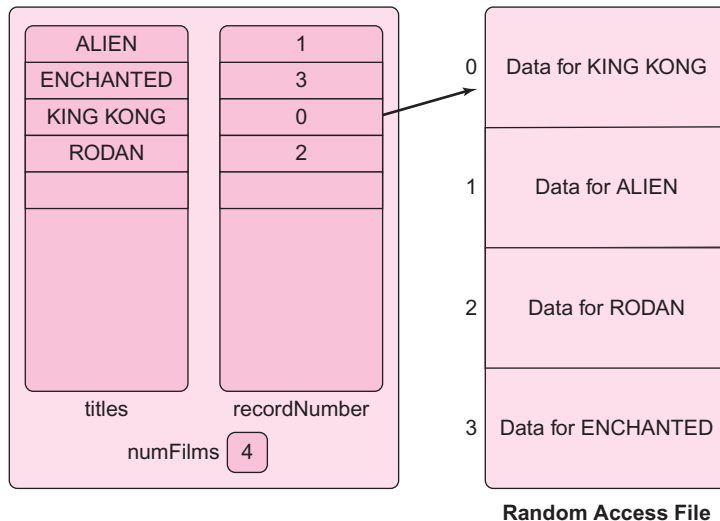 ALIEN 1
ENCHANTED 3
KING KONG 0
RODAN 2
titles recordNumber
numFilms 4
0 Data for KING KONG
1 Data for ALIEN
2 Data for RODAN
3 Data for ENCHANTED
Random Access File